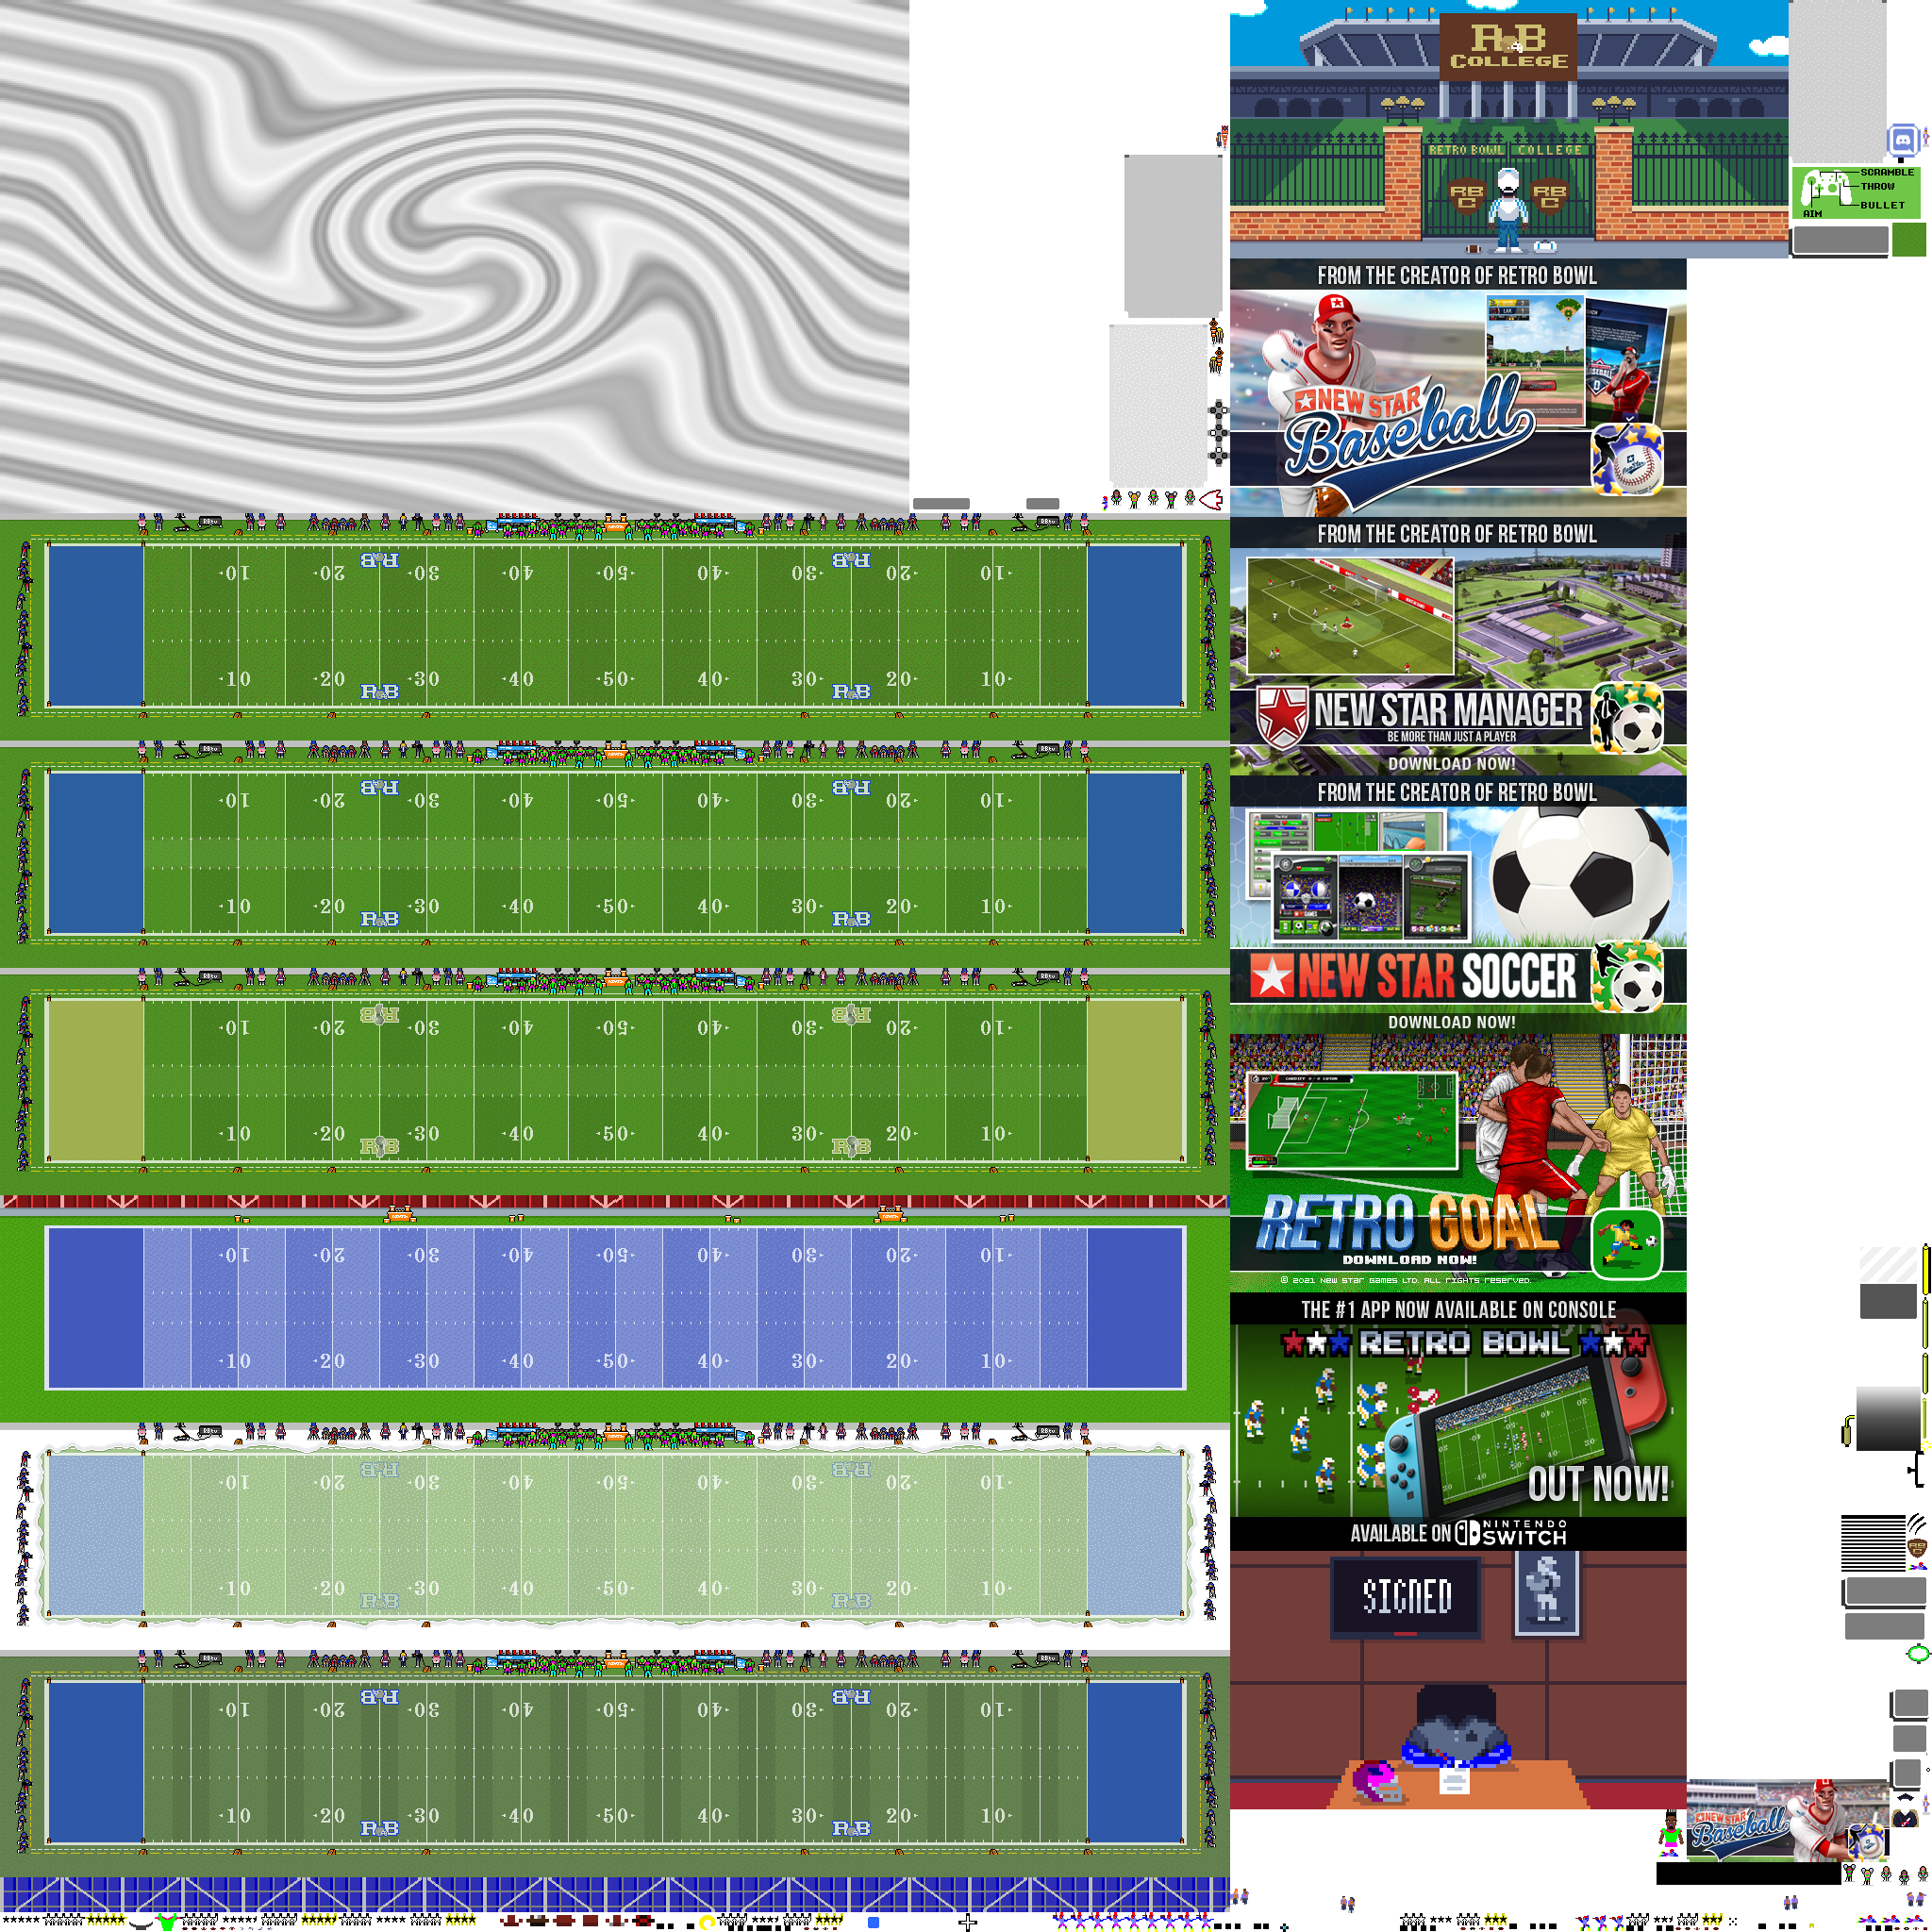 RB
COLLEGE
RETRO BOWL COLLEGE
RB
C
RB
C
SCRAMBLE
THROW
BULLET
AIM
FROM THE CREATOR OF RETRO BOWL
NEW STAR
Baseball
FROM THE CREATOR OF RETRO BOWL
NEW STAR MANAGER
BE MORE THAN JUST A PLAYER
DOWNLOAD NOW!
FROM THE CREATOR OF RETRO BOWL
NEW STAR SOCCER
DOWNLOAD NOW!
RETRO GOAL
DOWNLOAD NOW!
© 2021 NEW STAR GAMES LTD. ALL RIGHTS RESERVED.
THE #1 APP NOW AVAILABLE ON CONSOLE
RETRO BOWL
OUT NOW!
AVAILABLE ON NINTENDO SWITCH
SIGNED
NEW STAR
Baseball
10 20 30 40 50 40 30 20 10
RB RB
10 20 30 40 50 40 30 20 10
RB RB
10 20 30 40 50 40 30 20 10
RB RB
10 20 30 40 50 40 30 20 10
RB RB
10 20 30 40 50 40 30 20 10
RB RB
10 20 30 40 50 40 30 20 10
RB RB
10 20 30 40 50 40 30 20 10
10 20 30 40 50 40 30 20 10
10 20 30 40 50 40 30 20 10
RB RB
10 20 30 40 50 40 30 20 10
RB RB
10 20 30 40 50 40 30 20 10
RB RB
10 20 30 40 50 40 30 20 10
RB RB